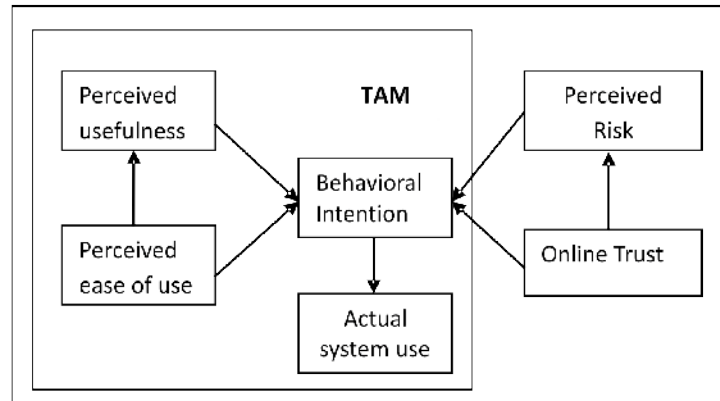 Perceived
usefulness
TAM
Perceived
Risk
Behavioral
Intention
Perceived
ease of use
Online Trust
Actual
system use